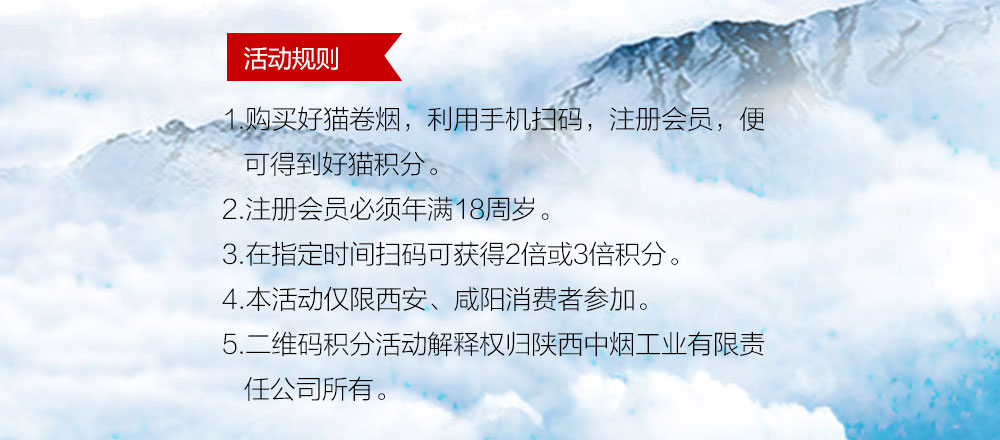 活动规则
1.购买好猫卷烟，利用手机扫码，注册会员，便
可得到好猫积分。
2.注册会员必须年满18周岁。
3.在指定时间扫码可获得2倍或3倍积分。
4.本活动仅限西安、咸阳消费者参加。
5.二维码积分活动解释权归陕西中烟工业有限责
任公司所有。